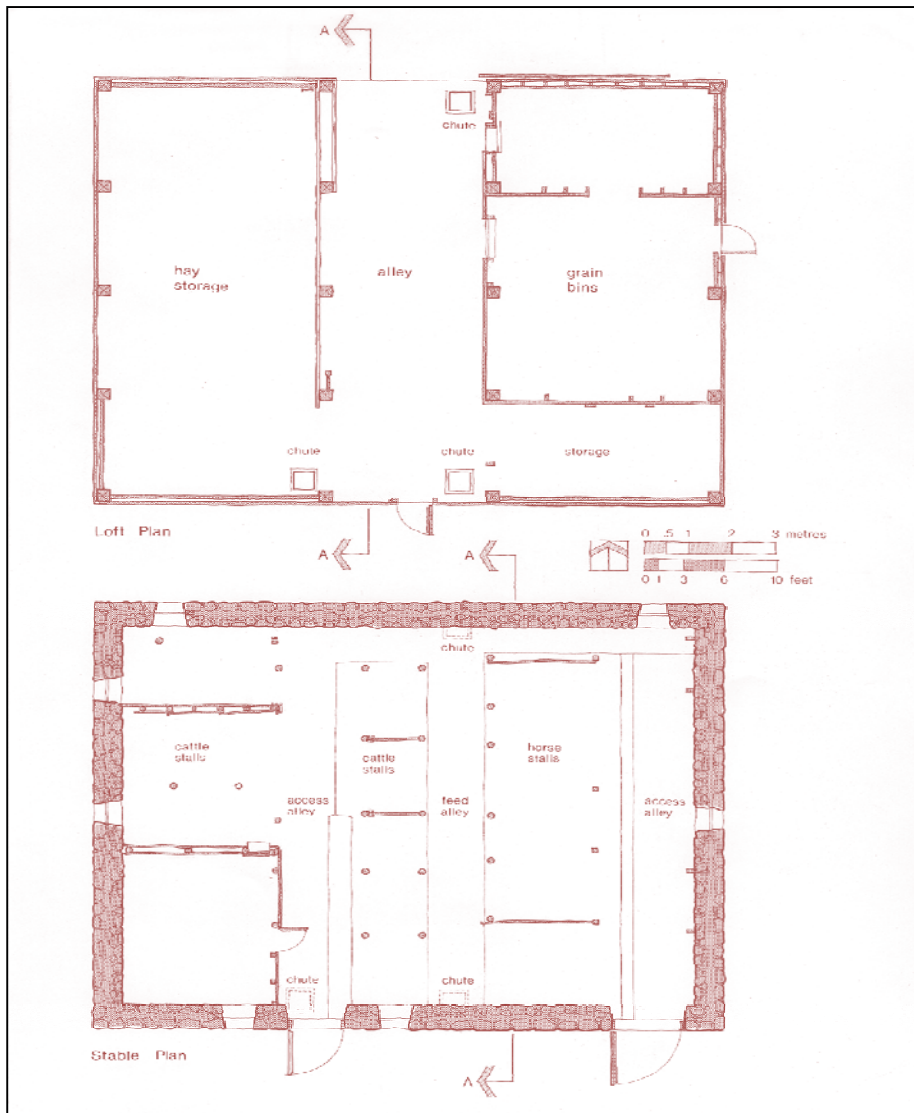 A
chute
hay
storage
alley
grain
bins
chute
chute
storage
Loft Plan
A
A
0 .5 1 2 3 metres
0 1 3 6 10 feet
chute
cattle
stalls
cattle
stalls
horse
stalls
access
alley
feed
alley
access
alley
chute
chute
Stable Plan
A